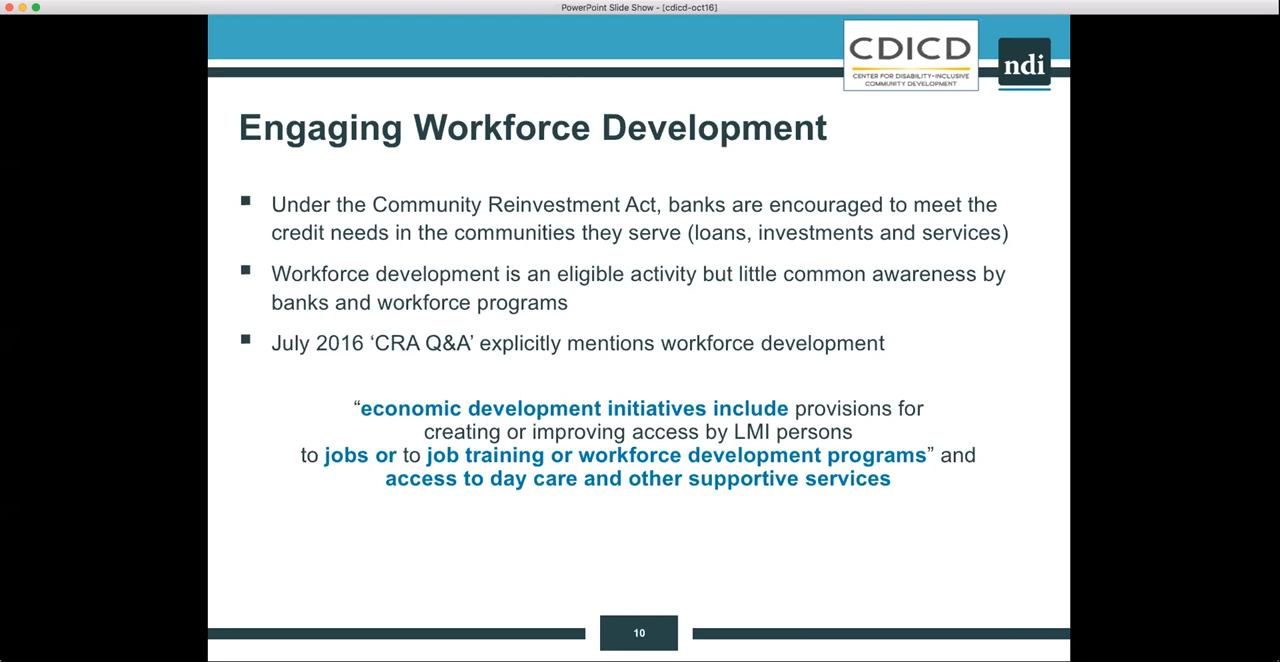 PowerPoint Slide Show - [cdicd-oct16]
CDICD
CENTER FOR DISABILITY-INCLUSIVE
COMMUNITY DEVELOPMENT
ndi
Engaging Workforce Development
Under the Community Reinvestment Act, banks are encouraged to meet the
credit needs in the communities they serve (loans, investments and services)
Workforce development is an eligible activity but little common awareness by
banks and workforce programs
July 2016 ‘CRA Q&A’ explicitly mentions workforce development
“economic development initiatives include provisions for
creating or improving access by LMI persons
to jobs or to job training or workforce development programs” and
access to day care and other supportive services
10